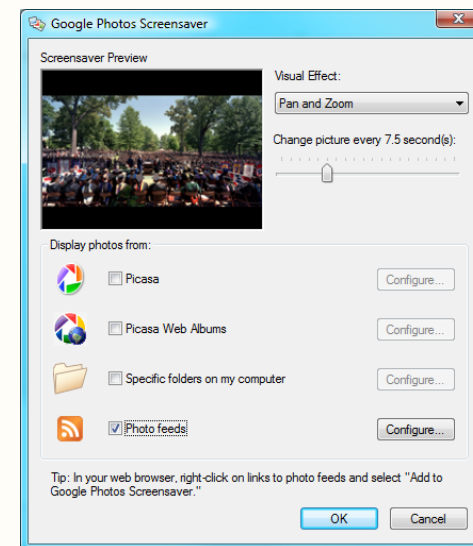 Google Photos Screensaver
Screensaver Preview
Visual Effect:
Pan and Zoom
Change picture every 7.5 second(s):
Display photos from:
Picasa
Configure...
Picasa Web Albums
Configure...
Specific folders on my computer
Configure...
Photo feeds
Configure...
Tip: In your web browser, right-click on links to photo feeds and select "Add to
Google Photos Screensaver."
OK
Cancel